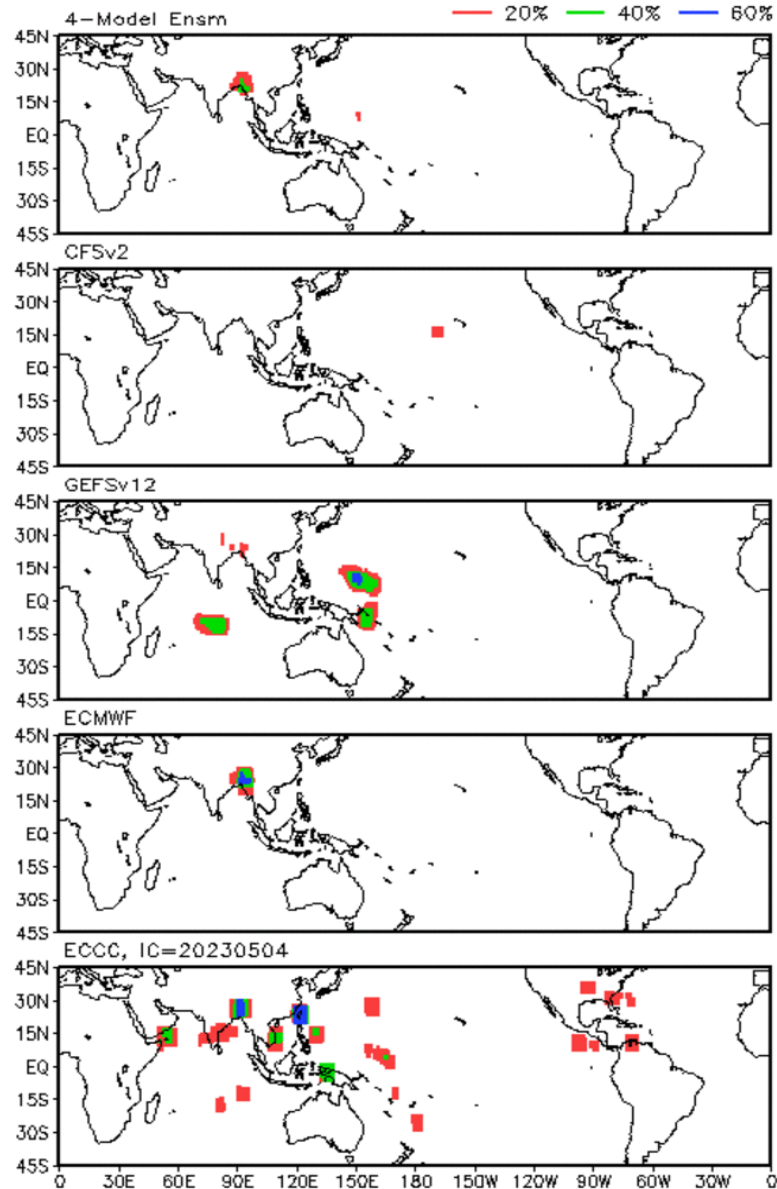 4-Model Ensm 20% 40% 60%
45N
30N
15N
EQ
15S
30S
45S
CFSv2
45N
30N
15N
EQ
15S
30S
45S
GEFSv12
45N
30N
15N
EQ
15S
30S
45S
ECMWF
45N
30N
15N
EQ
15S
30S
45S
ECCC, IC=20230504
45N
30N
15N
EQ
15S
30S
45S
0 30E 60E 90E 120E 150E 180 150W 120W 90W 60W 30W 0